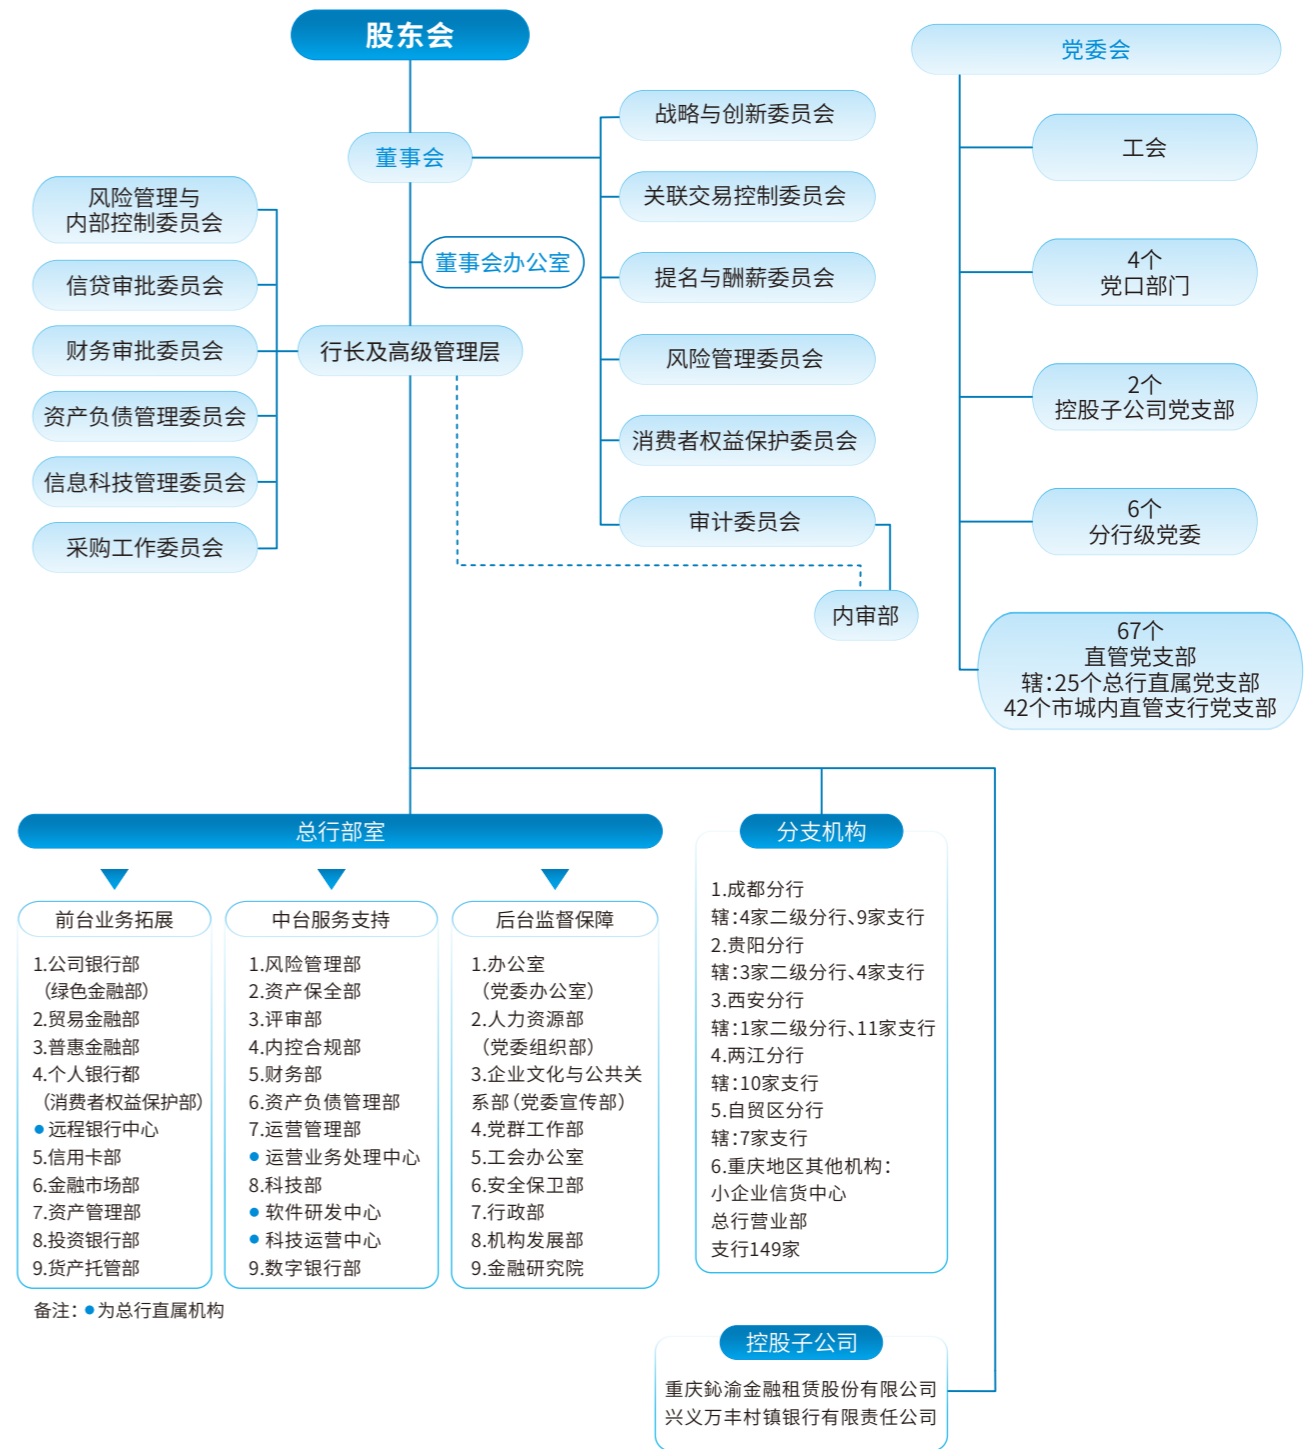 股东会
董事会
董事会办公室
行长及高级管理层
风险管理与
内部控制委员会
信贷审批委员会
财务审批委员会
资产负债管理委员会
信息科技管理委员会
采购工作委员会
战略与创新委员会
关联交易控制委员会
提名与酬薪委员会
风险管理委员会
消费者权益保护委员会
审计委员会
内审部
党委会
工会
4个
党口部门
2个
控股子公司党支部
6个
分行级党委
67个
直管党支部
辖:25个总行直属党支部
42个市城内直管支行党支部
总行部室
前台业务拓展
1.公司银行部
(绿色金融部)
2.贸易金融部
3.普惠金融部
4.个人银行都
(消费者权益保护部)
●远程银行中心
5.信用卡部
6.金融市场部
7.资产管理部
8.投资银行部
9.货产托管部
中台服务支持
1.风险管理部
2.资产保全部
3.评审部
4.内控合规部
5.财务部
6.资产负债管理部
7.运营管理部
●运营业务处理中心
8.科技部
●软件研发中心
●科技运营中心
9.数字银行部
后台监督保障
1.办公室
(党委办公室)
2.人力资源部
(党委组织部)
3.企业文化与公共关
系部(党委宣传部)
4.党群工作部
5.工会办公室
6.安全保卫部
7.行政部
8.机构发展部
9.金融研究院
备注:●为总行直属机构
分支机构
1.成都分行
辖:4家二级分行、9家支行
2.贵阳分行
辖:3家二级分行、4家支行
3.西安分行
辖:1家二级分行、11家支行
4.两江分行
辖:10家支行
5.自贸区分行
辖:7家支行
6.重庆地区其他机构:
小企业信货中心
总行营业部
支行149家
控股子公司
重庆鈊渝金融租赁股份有限公司
兴义万丰村镇银行有限责任公司